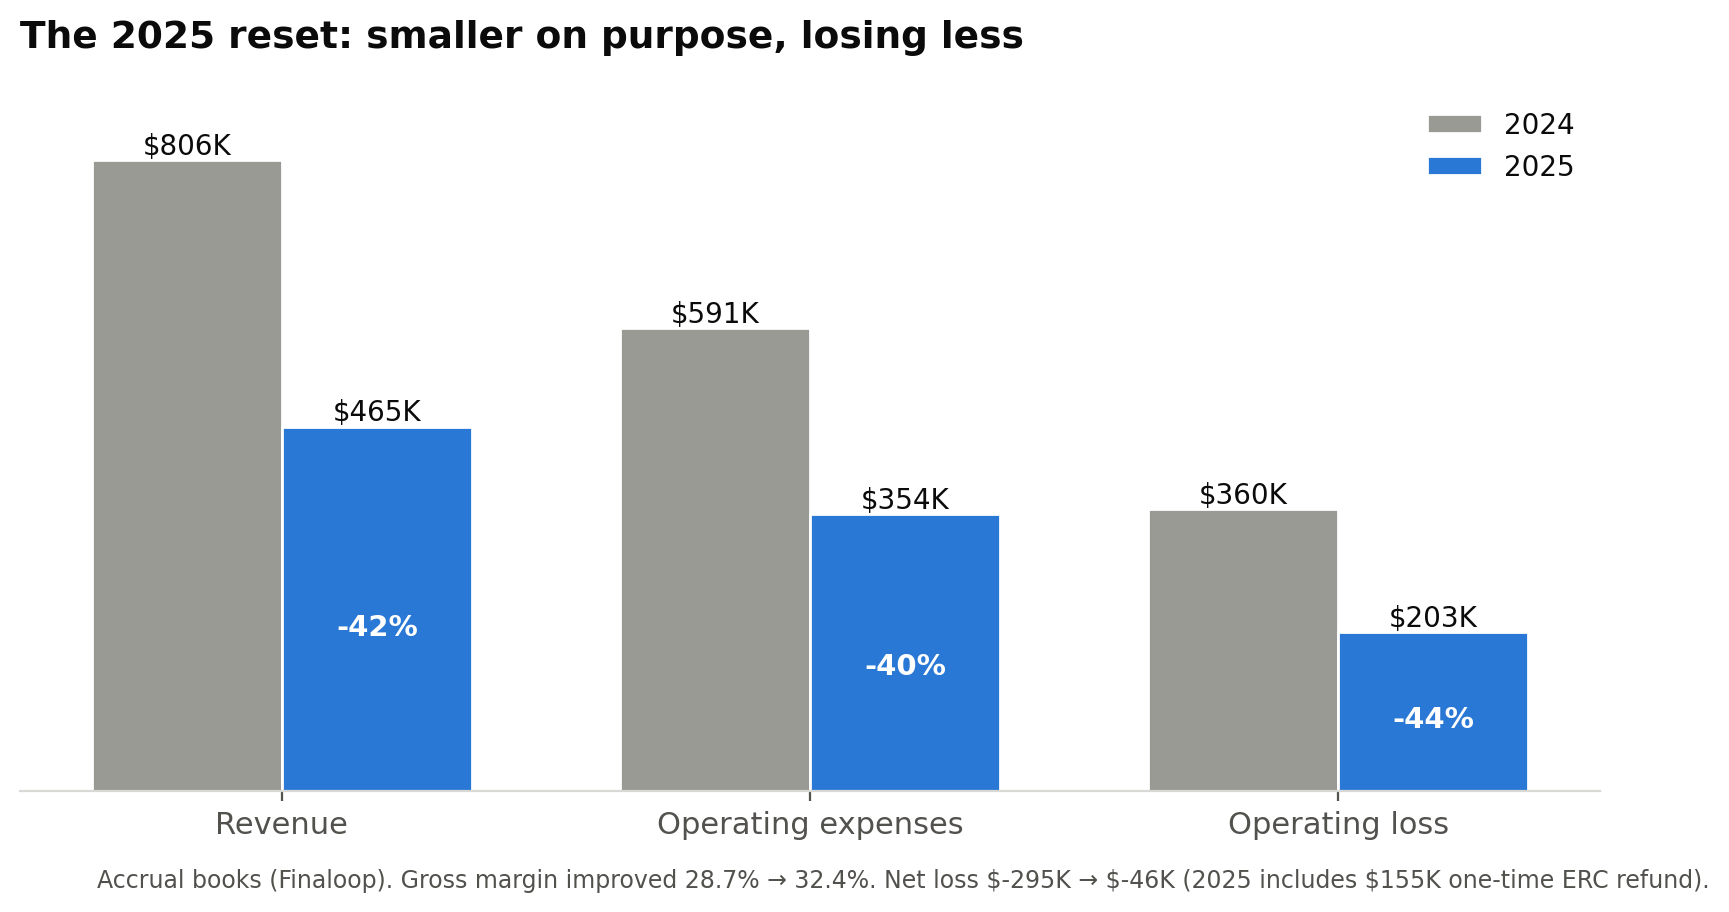 The 2025 reset: smaller on purpose, losing less
2024
2025
$806K
$465K
-42%
$591K
$354K
-40%
$360K
$203K
-44%
Revenue
Operating expenses
Operating loss
Accrual books (Finaloop). Gross margin improved 28.7% → 32.4%. Net loss $-295K → $-46K (2025 includes $155K one-time ERC refund).